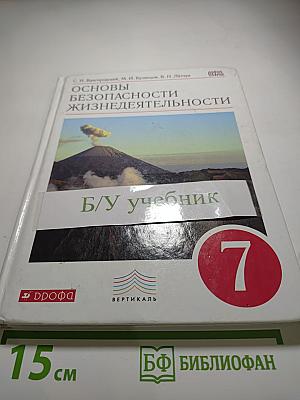 С. Н. Вангородский, М. И. Кузнецов, В. Н. Латчук
ОСНОВЫ
БЕЗОПАСНОСТИ
ЖИЗНЕДЕЯТЕЛЬНОСТИ
Б/У учебник
7
ДРОФА
ВЕРТИКАЛЬ
15 см
БФ БИБЛИОФАН